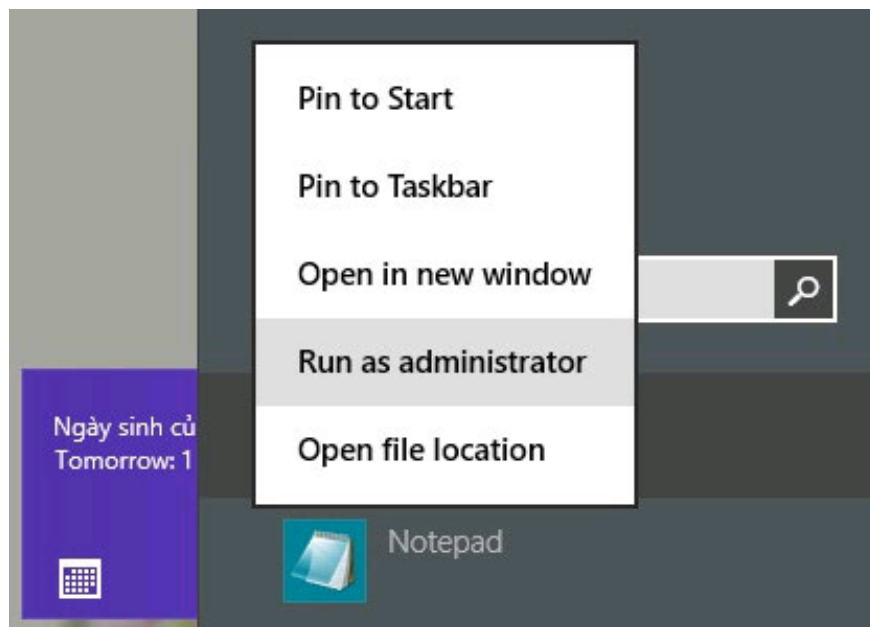 Pin to Start
Pin to Taskbar
Open in new window
Run as administrator
Open file location
Ngày sinh củ
Tomorrow: 1
Notepad